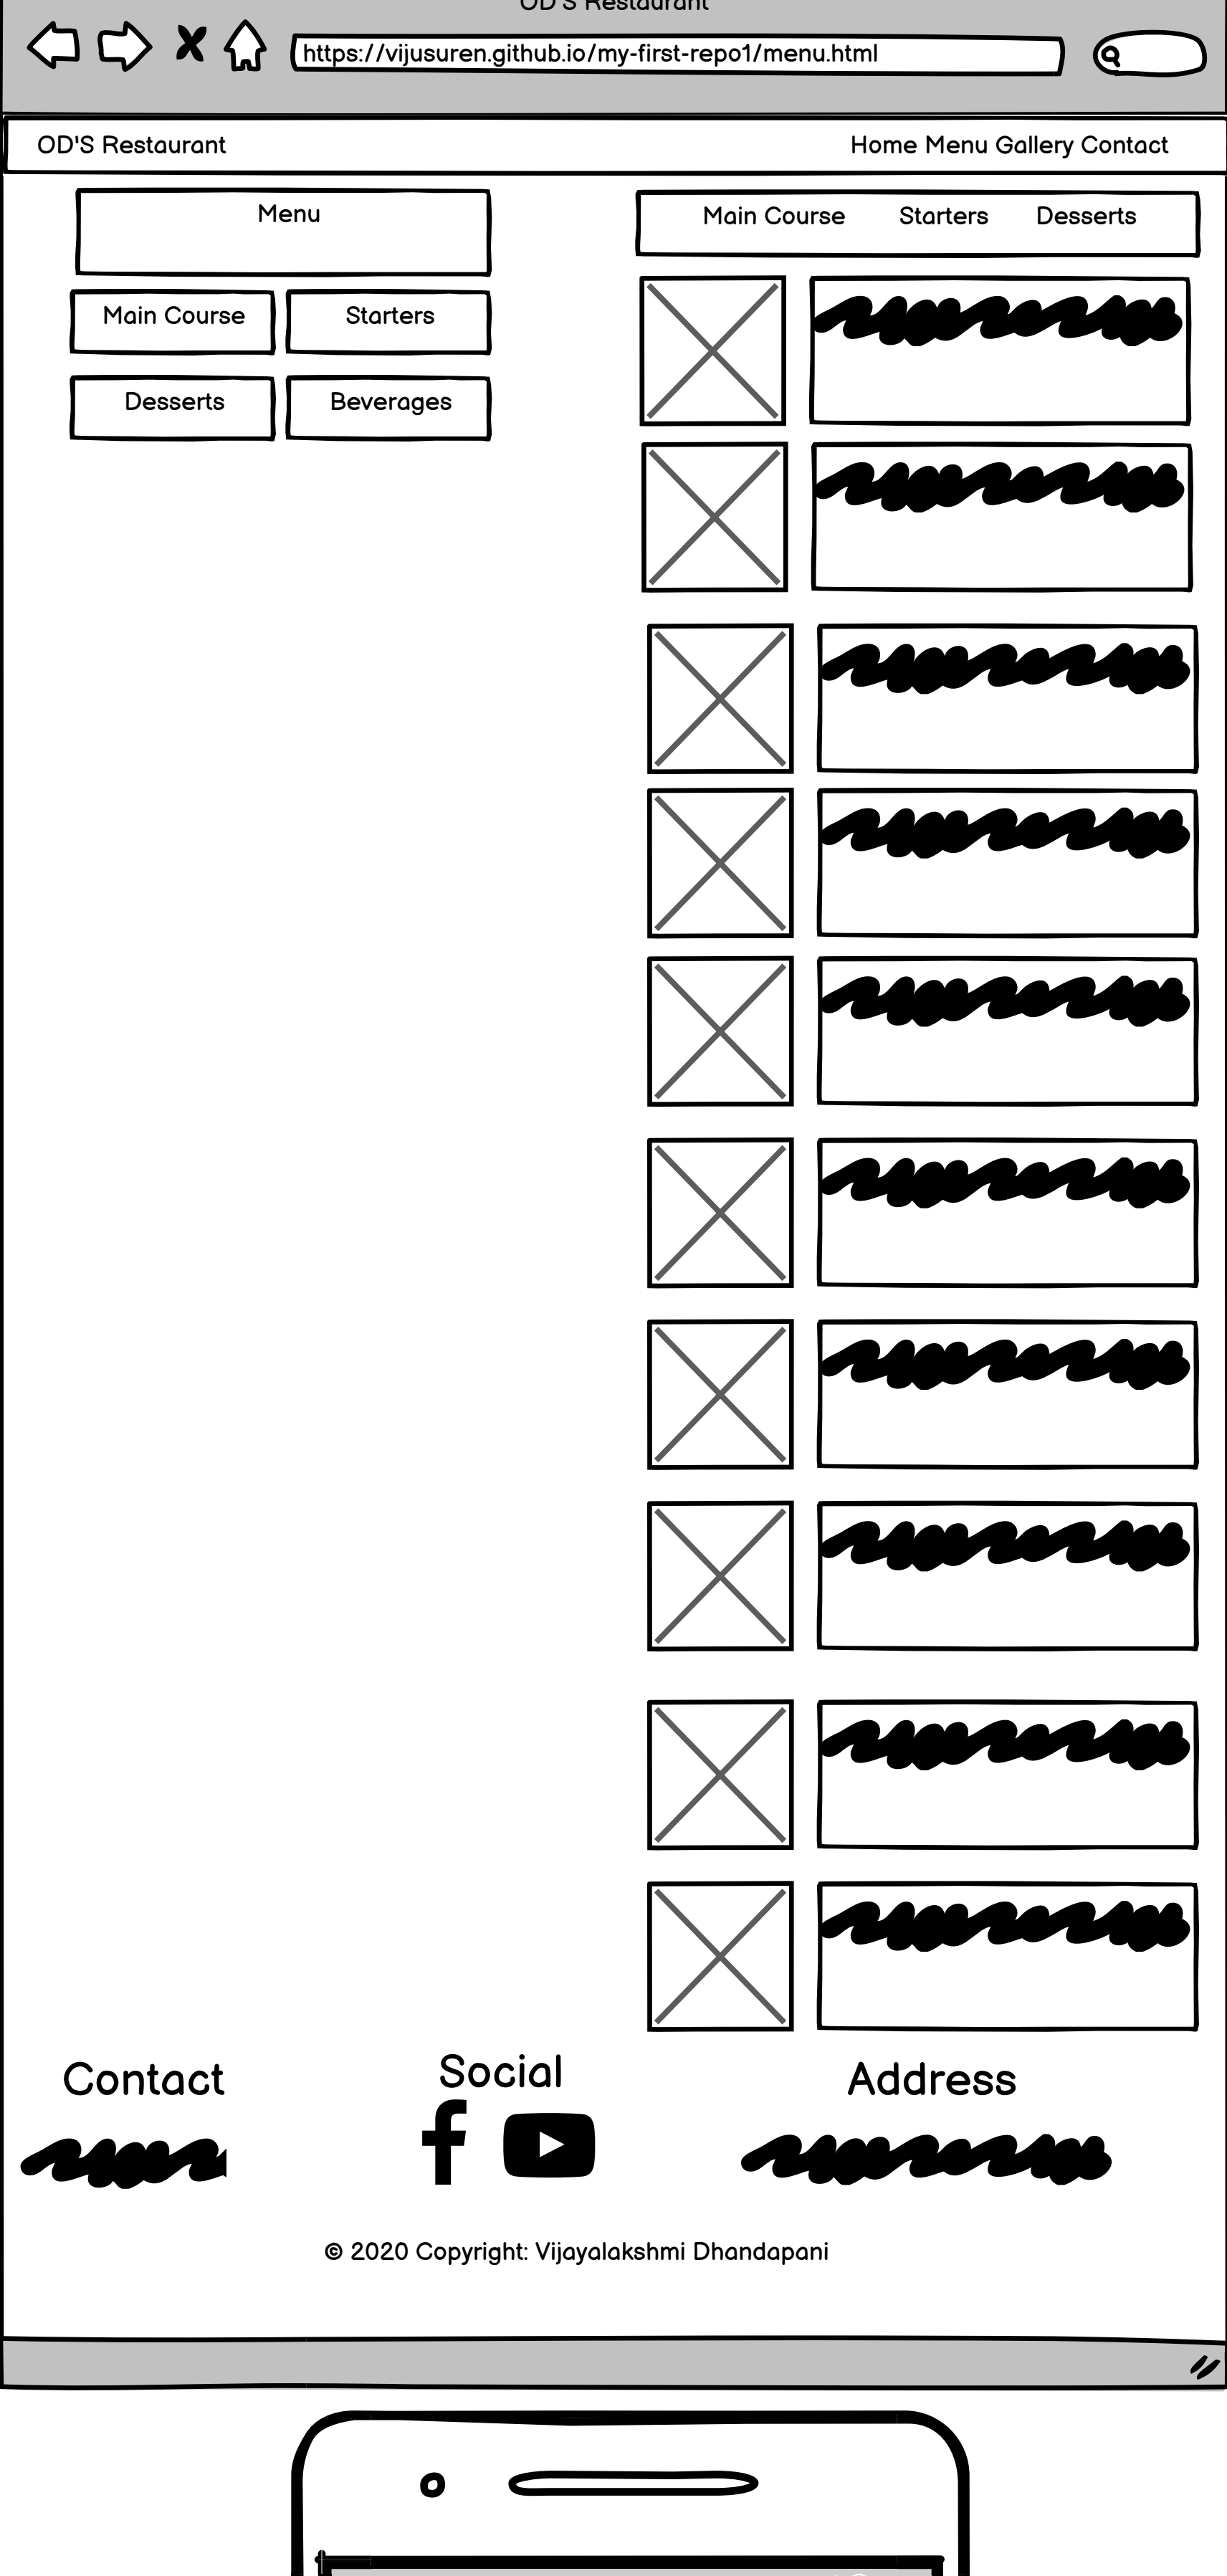 OD'S Restaurant
https://vijusuren.github.io/my-first-repo1/menu.html
OD'S Restaurant
Home Menu Gallery Contact
Menu
Main Course Starters
Desserts Beverages
Main Course Starters Desserts
Contact
Social
Address
© 2020 Copyright: Vijayalakshmi Dhandapani